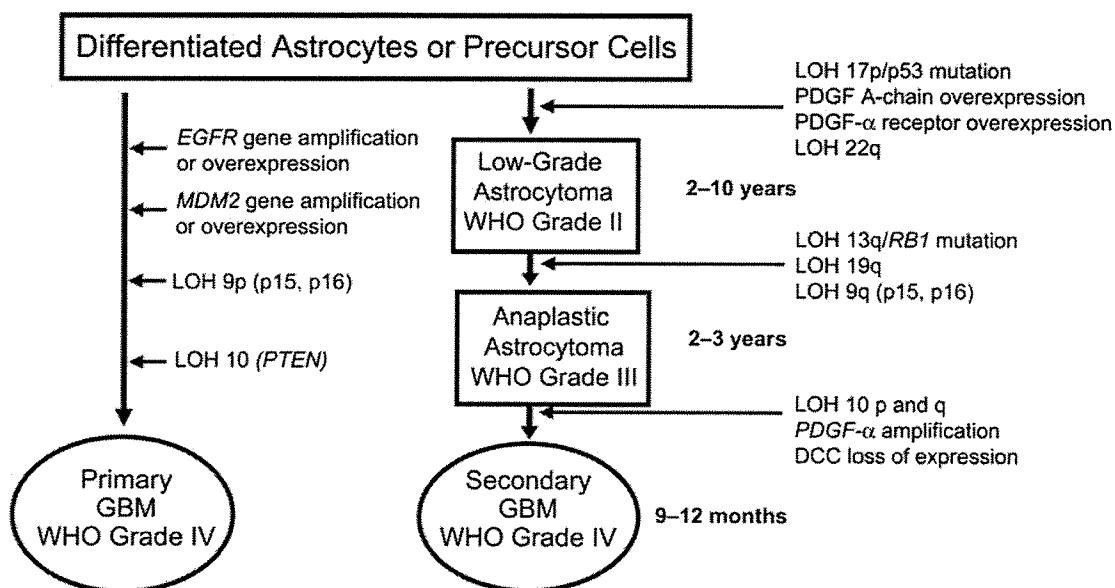 Differentiated Astrocytes or Precursor Cells
EGFR gene amplification
or overexpression
MDM2 gene amplification
or overexpression
LOH 9p (p15, p16)
LOH 10 (PTEN)
Primary
GBM
WHO Grade IV
LOH 17p/p53 mutation
PDGF A-chain overexpression
PDGF-α receptor overexpression
LOH 22q
Low-Grade
Astrocytoma
WHO Grade II
2–10 years
LOH 13q/RB1 mutation
LOH 19q
LOH 9q (p15, p16)
Anaplastic
Astrocytoma
WHO Grade III
2–3 years
LOH 10 p and q
PDGF-α amplification
DCC loss of expression
Secondary
GBM
WHO Grade IV
9–12 months